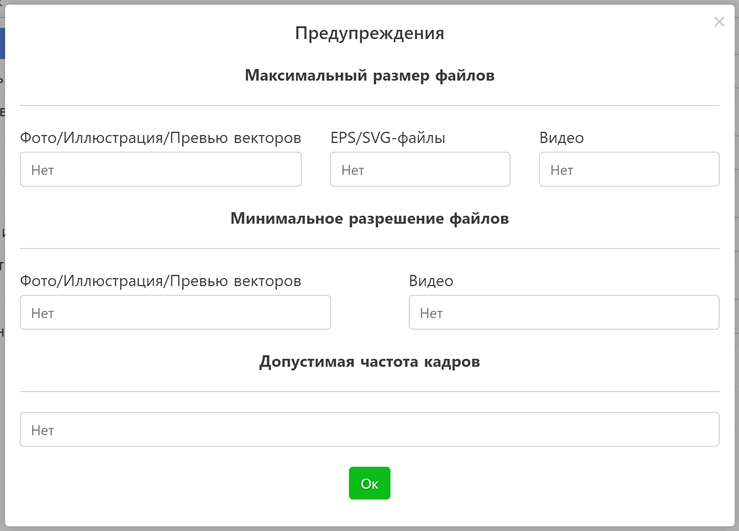 Предупреждения
×
Максимальный размер файлов
Фото/Иллюстрация/Превью векторов EPS/SVG-файлы Видео
Нет Нет Нет
Минимальное разрешение файлов
Фото/Иллюстрация/Превью векторов Видео
Нет Нет
Допустимая частота кадров
Нет
Ок